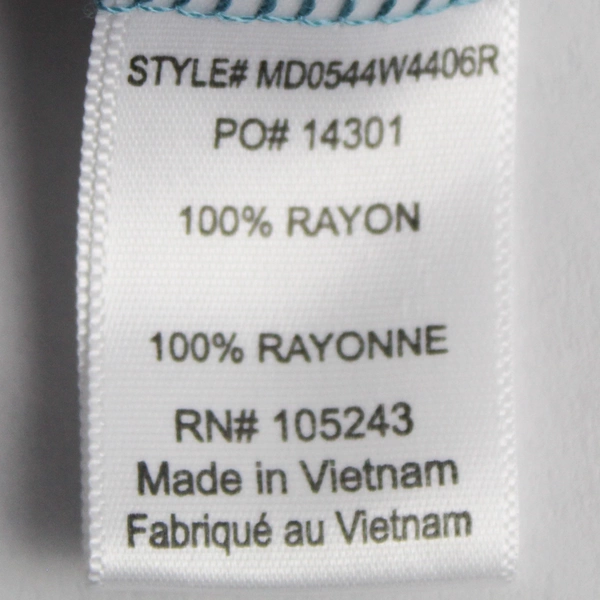 STYLE# MD0544W4406R
PO# 14301
100% RAYON
100% RAYONNE
RN# 105243
Made in Vietnam
Fabriqué au Vietnam